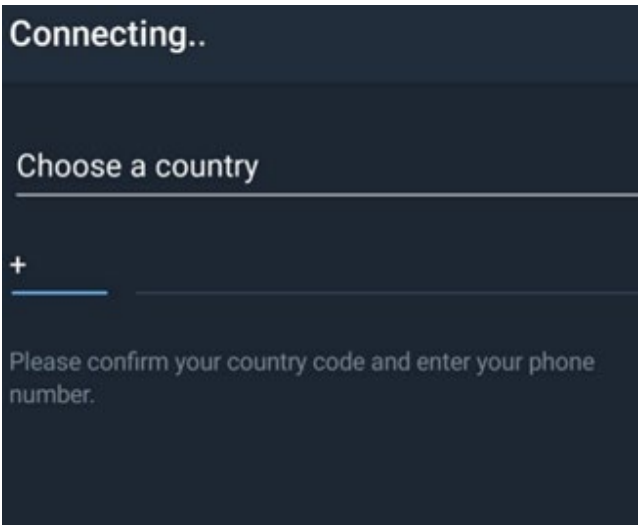 Connecting..
Choose a country
+
Please confirm your country code and enter your phone
number.